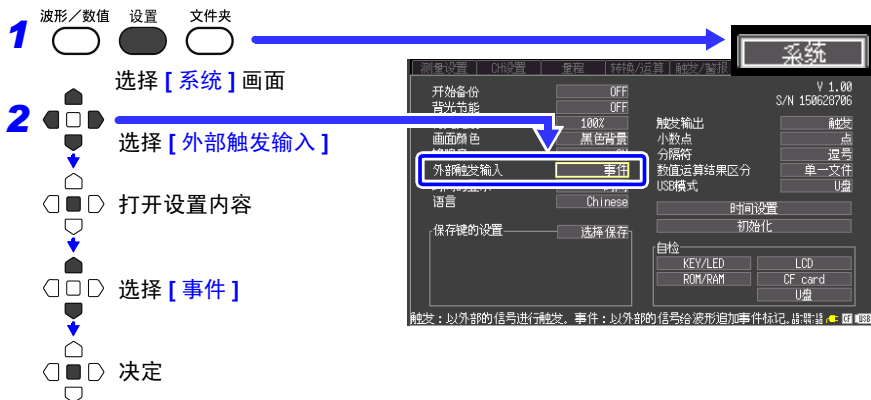 1 波形/数值 设置 文件夹
选择 [ 系统 ] 画面
2
选择 [ 外部触发输入 ]
打开设置内容
选择 [ 事件 ]
决定
系统
测量设置 CH设置 量程 转换/运算 触发/警报
V 1.00
S/N 150628706
开始备份 OFF
背光节能 OFF
100%
画面颜色 黑色背景
外部触发输入 事件
语言 Chinese
保存键的设置 选择保存
触发输出 触发
小数点 点
分隔符 逗号
数值运算结果区分 单一文件
USB模式 U盘
时间设置
初始化
自检
KEY/LED LCD
ROM/RAM CF card
U盘
触发:以外部的信号进行触发。事件:以外部的信号给波形追加事件标记。
CF USB